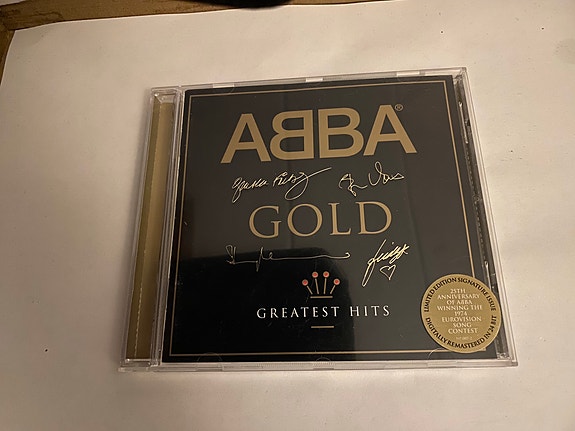 ABBA®
GOLD
GREATEST HITS
LIMITED EDITION SIGNATURE ISSUE
25TH
ANNIVERSARY
OF ABBA
WINNING THE
1974
EUROVISION
SONG
CONTEST
DIGITALLY REMASTERED IN 24 BIT